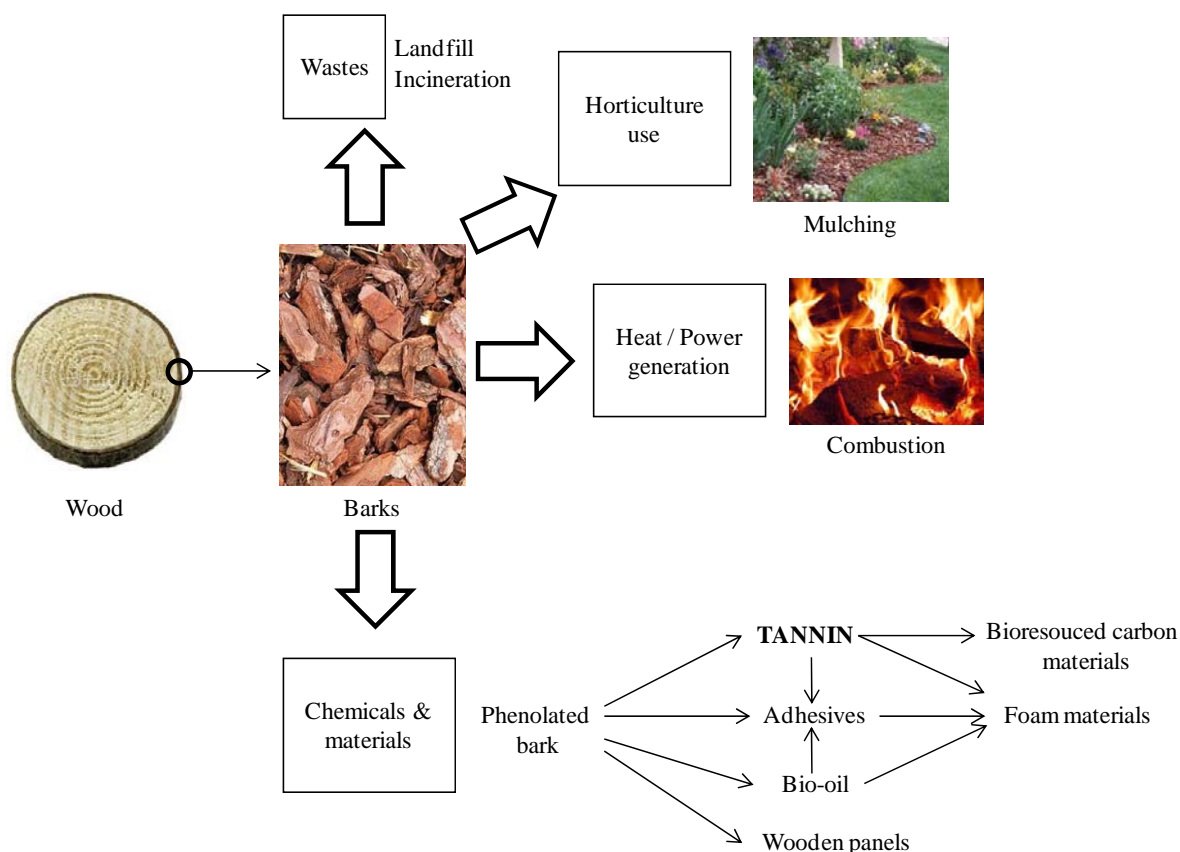 Wastes
Landfill
Incineration
Horticulture
use
Mulching
Heat / Power
generation
Combustion
Wood
Barks
Chemicals &
materials
Phenolated
bark
TANNIN
Adhesives
Bio-oil
Wooden panels
Bioresouced carbon
materials
Foam materials